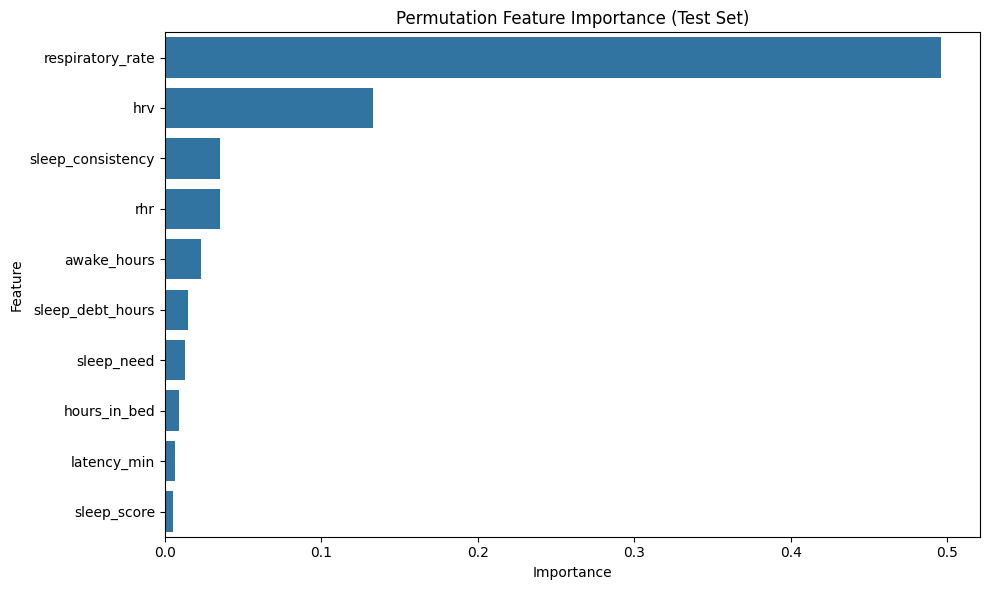 Permutation Feature Importance (Test Set)
respiratory_rate
hrv
sleep_consistency
rhr
awake_hours
sleep_debt_hours
sleep_need
hours_in_bed
latency_min
sleep_score
Feature
0.0 0.1 0.2 0.3 0.4 0.5
Importance